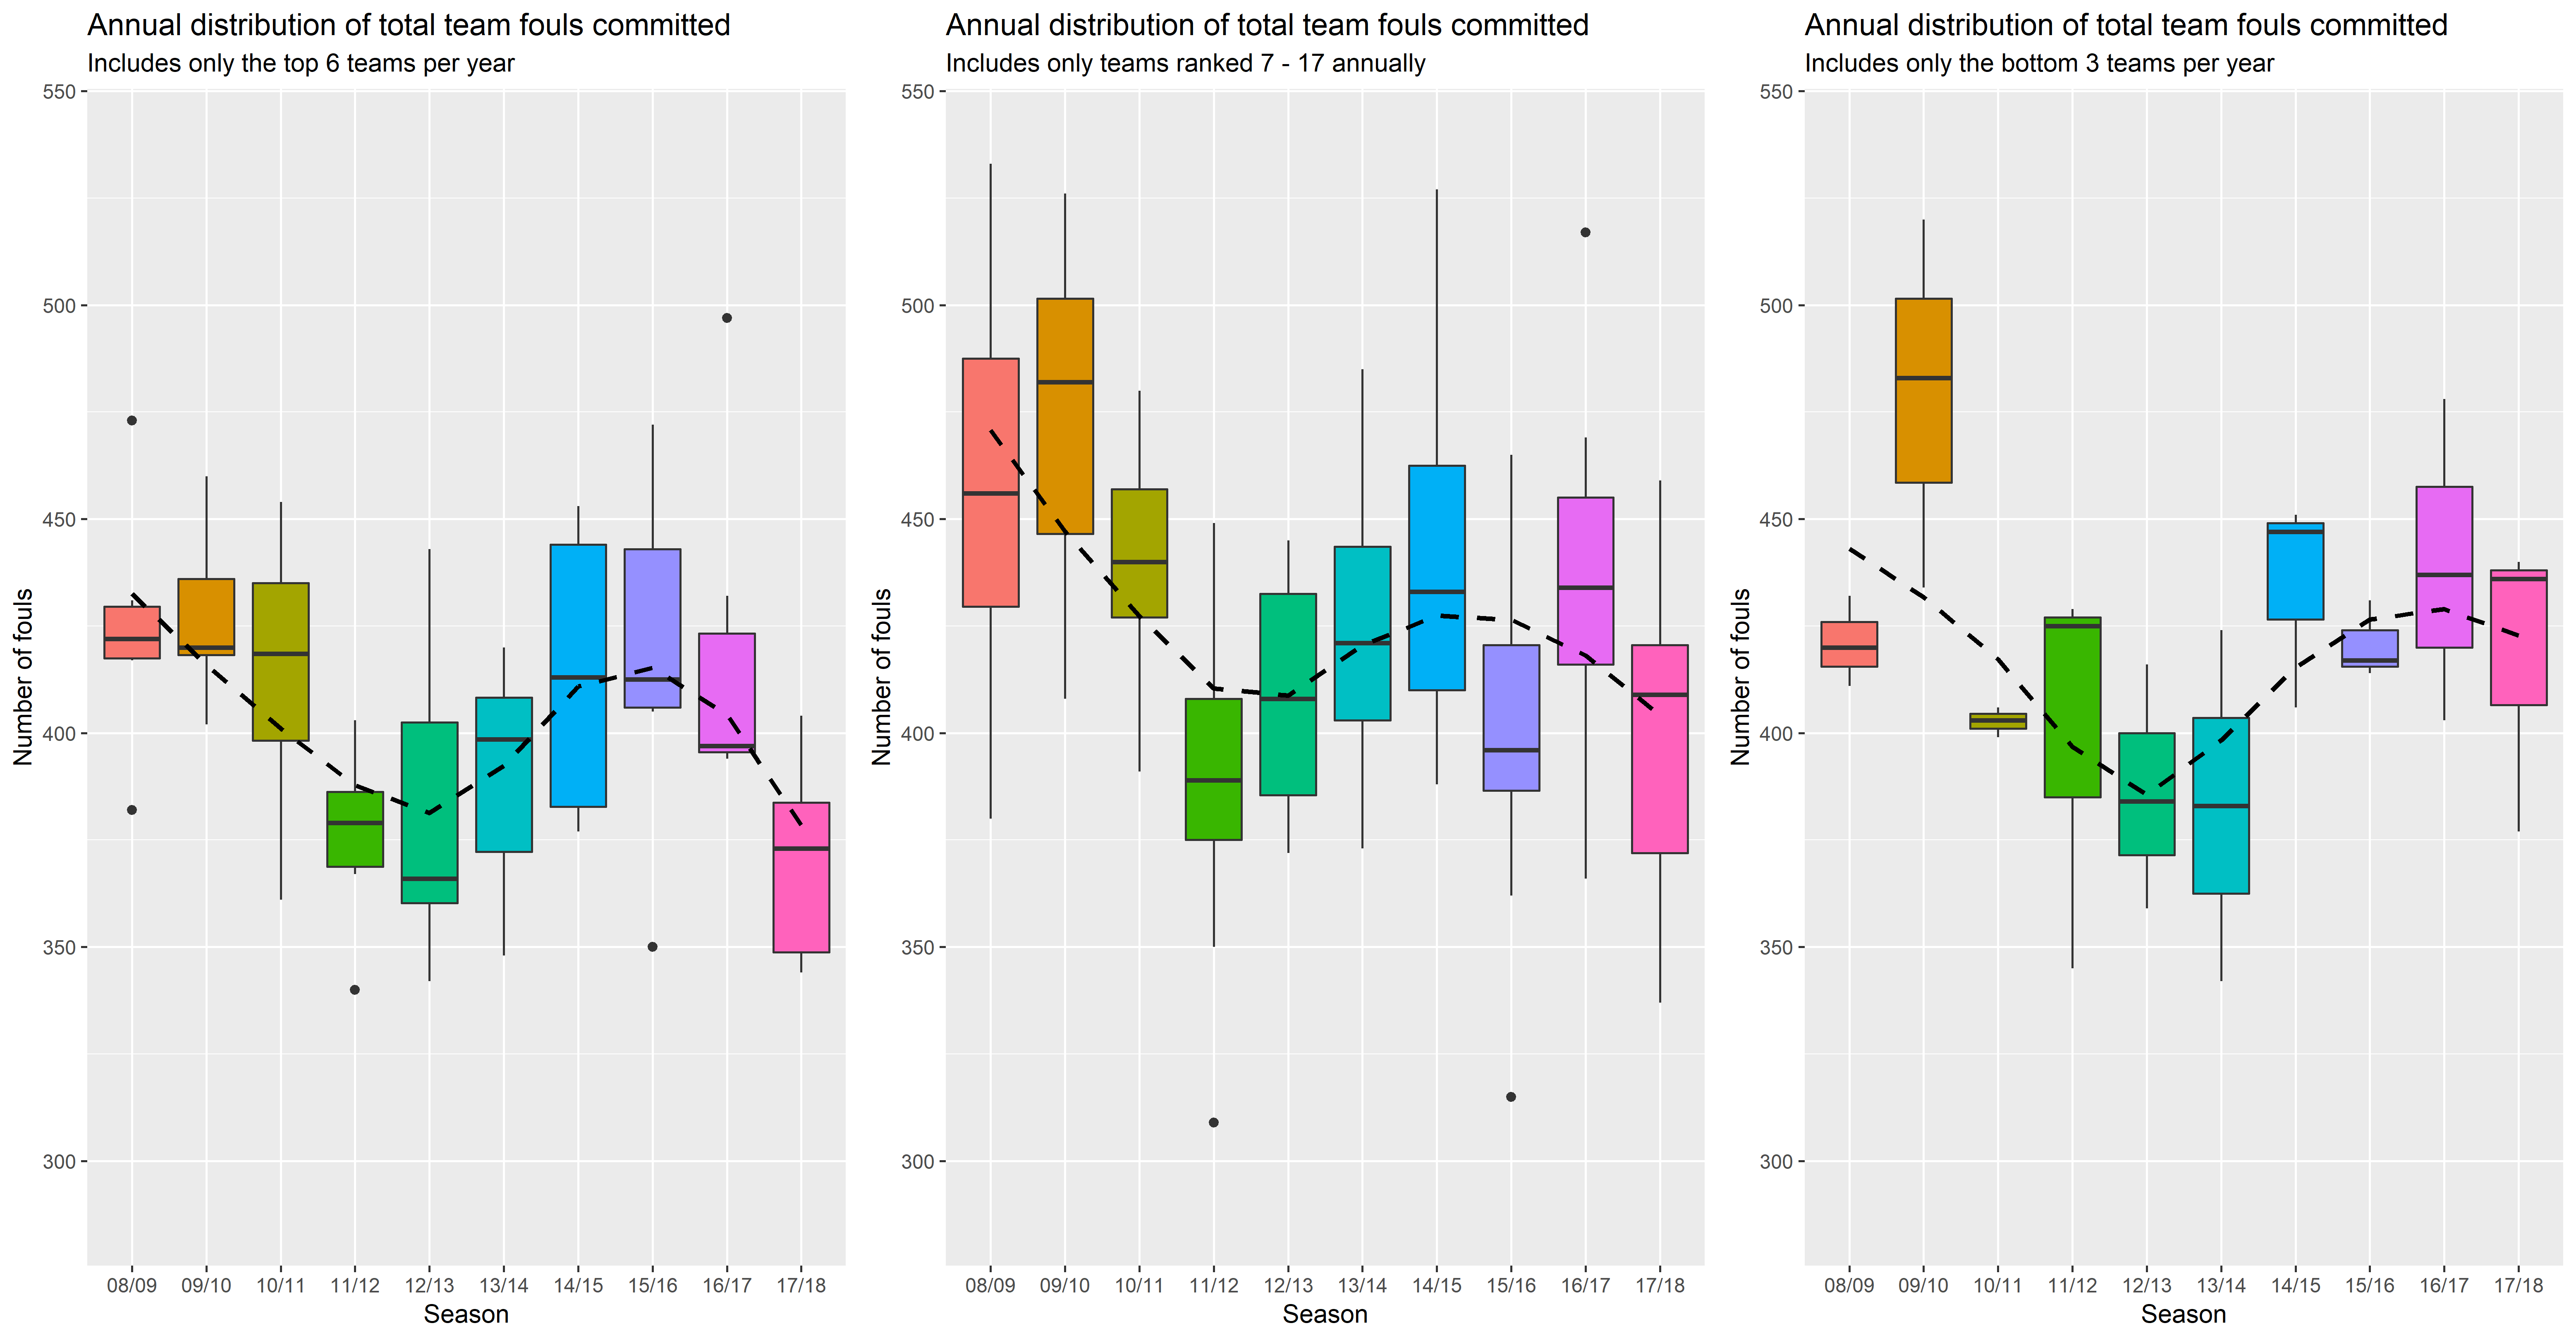 Annual distribution of total team fouls committed
Includes only the top 6 teams per year
Number of fouls
550
500
450
400
350
300
08/09 09/10 10/11 11/12 12/13 13/14 14/15 15/16 16/17 17/18
Season
Annual distribution of total team fouls committed
Includes only teams ranked 7 - 17 annually
Number of fouls
550
500
450
400
350
300
08/09 09/10 10/11 11/12 12/13 13/14 14/15 15/16 16/17 17/18
Season
Annual distribution of total team fouls committed
Includes only the bottom 3 teams per year
Number of fouls
550
500
450
400
350
300
08/09 09/10 10/11 11/12 12/13 13/14 14/15 15/16 16/17 17/18
Season